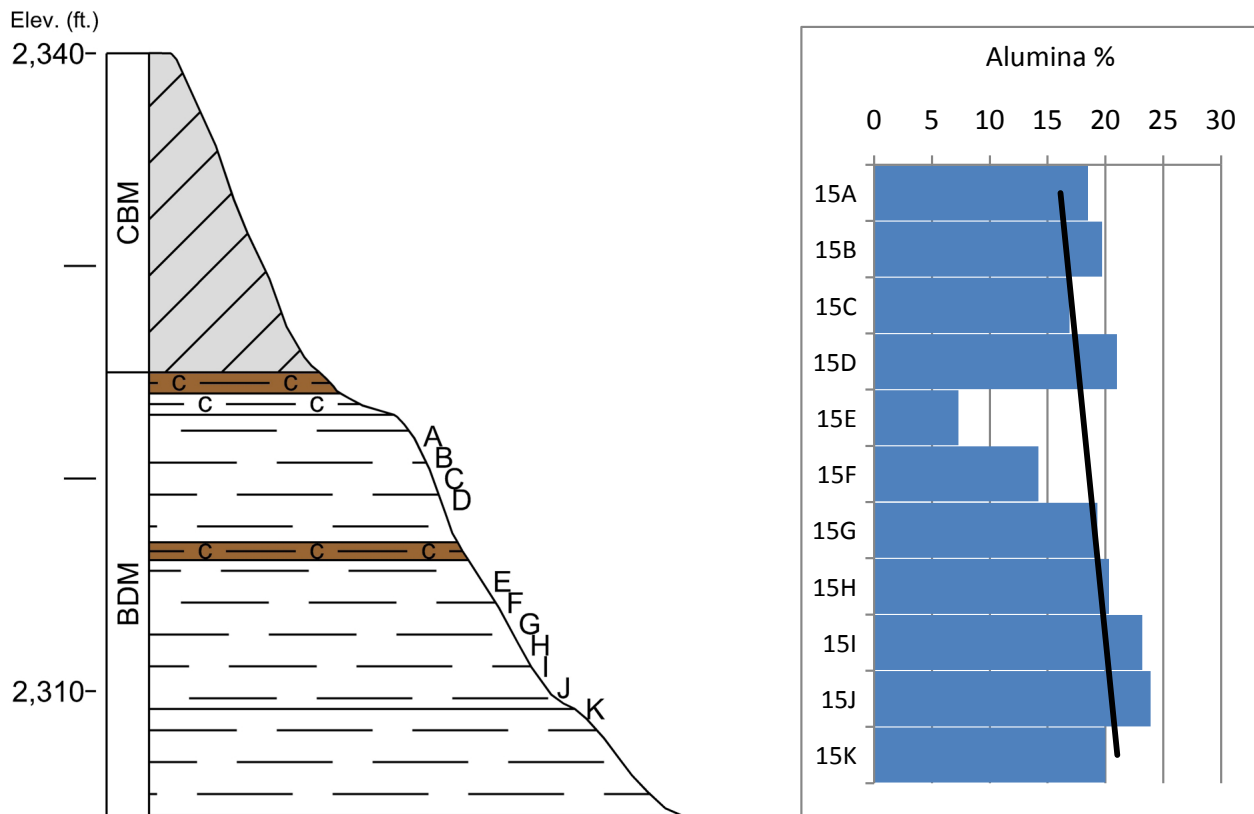 Elev. (ft.)
2,340
CBM
BDM
2,310
C C
C C
A
B
C
D
C C C
E
F
G
H
I
J
K
Alumina %
0 5 10 15 20 25 30
15A
15B
15C
15D
15E
15F
15G
15H
15I
15J
15K